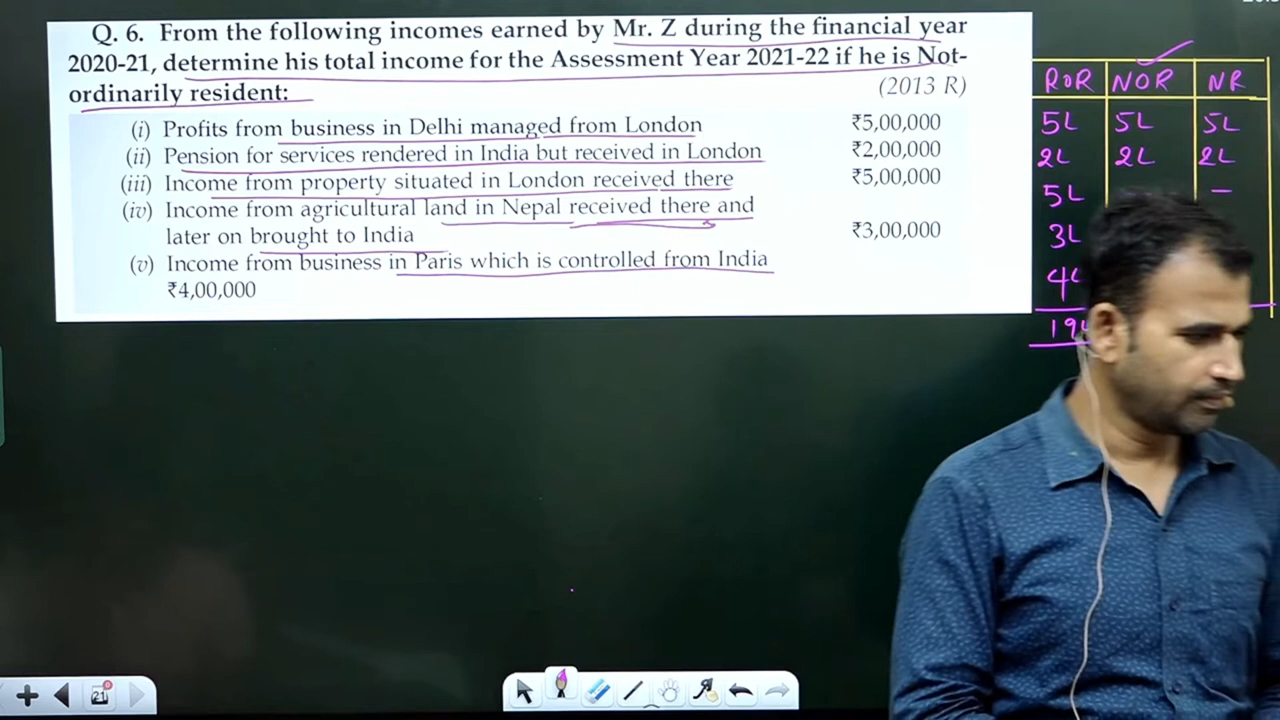 Q. 6. From the following incomes earned by Mr. Z during the financial year
2020-21, determine his total income for the Assessment Year 2021-22 if he is Not-
ordinarily resident: (2013 R)
(i) Profits from business in Delhi managed from London ₹5,00,000
(ii) Pension for services rendered in India but received in London ₹2,00,000
(iii) Income from property situated in London received there ₹5,00,000
(iv) Income from agricultural land in Nepal received there and
later on brought to India ₹3,00,000
(v) Income from business in Paris which is controlled from India
₹4,00,000
ROR NOR NR
5L 5L 5L
2L 2L 2L
5L –
3L
4L
19L
21